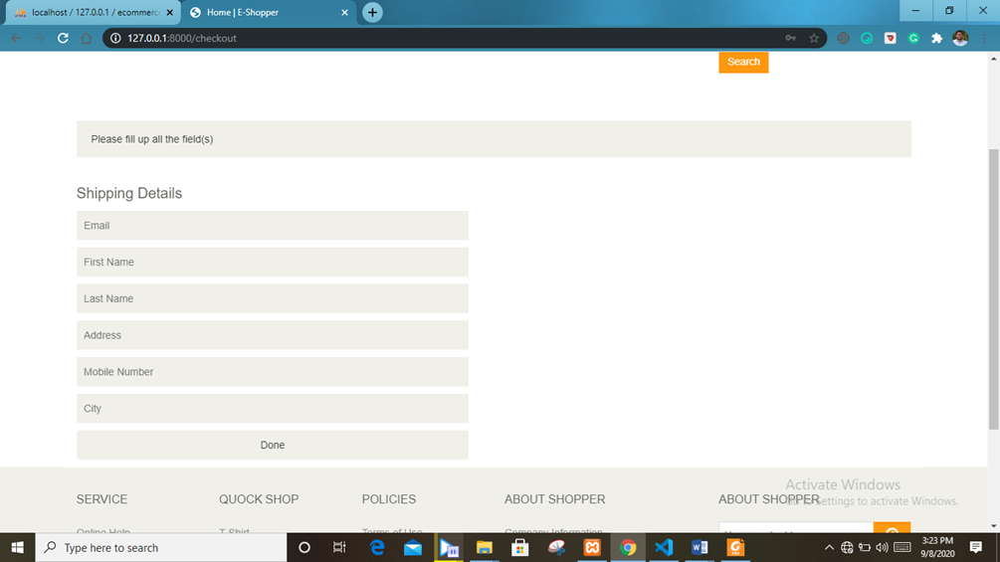 localhost / 127.0.0.1 / ecommerc
Home | E-Shopper
127.0.0.1:8000/checkout
Search
Please fill up all the field(s)
Shipping Details
Email
First Name
Last Name
Address
Mobile Number
City
Done
SERVICE
QUOCK SHOP
POLICIES
ABOUT SHOPPER
ABOUT SHOPPER
Activate Windows
Settings to activate Windows.
Online Help
T-Shirt
Terms of Use
Company Information
Type here to search
3:23 PM
9/8/2020